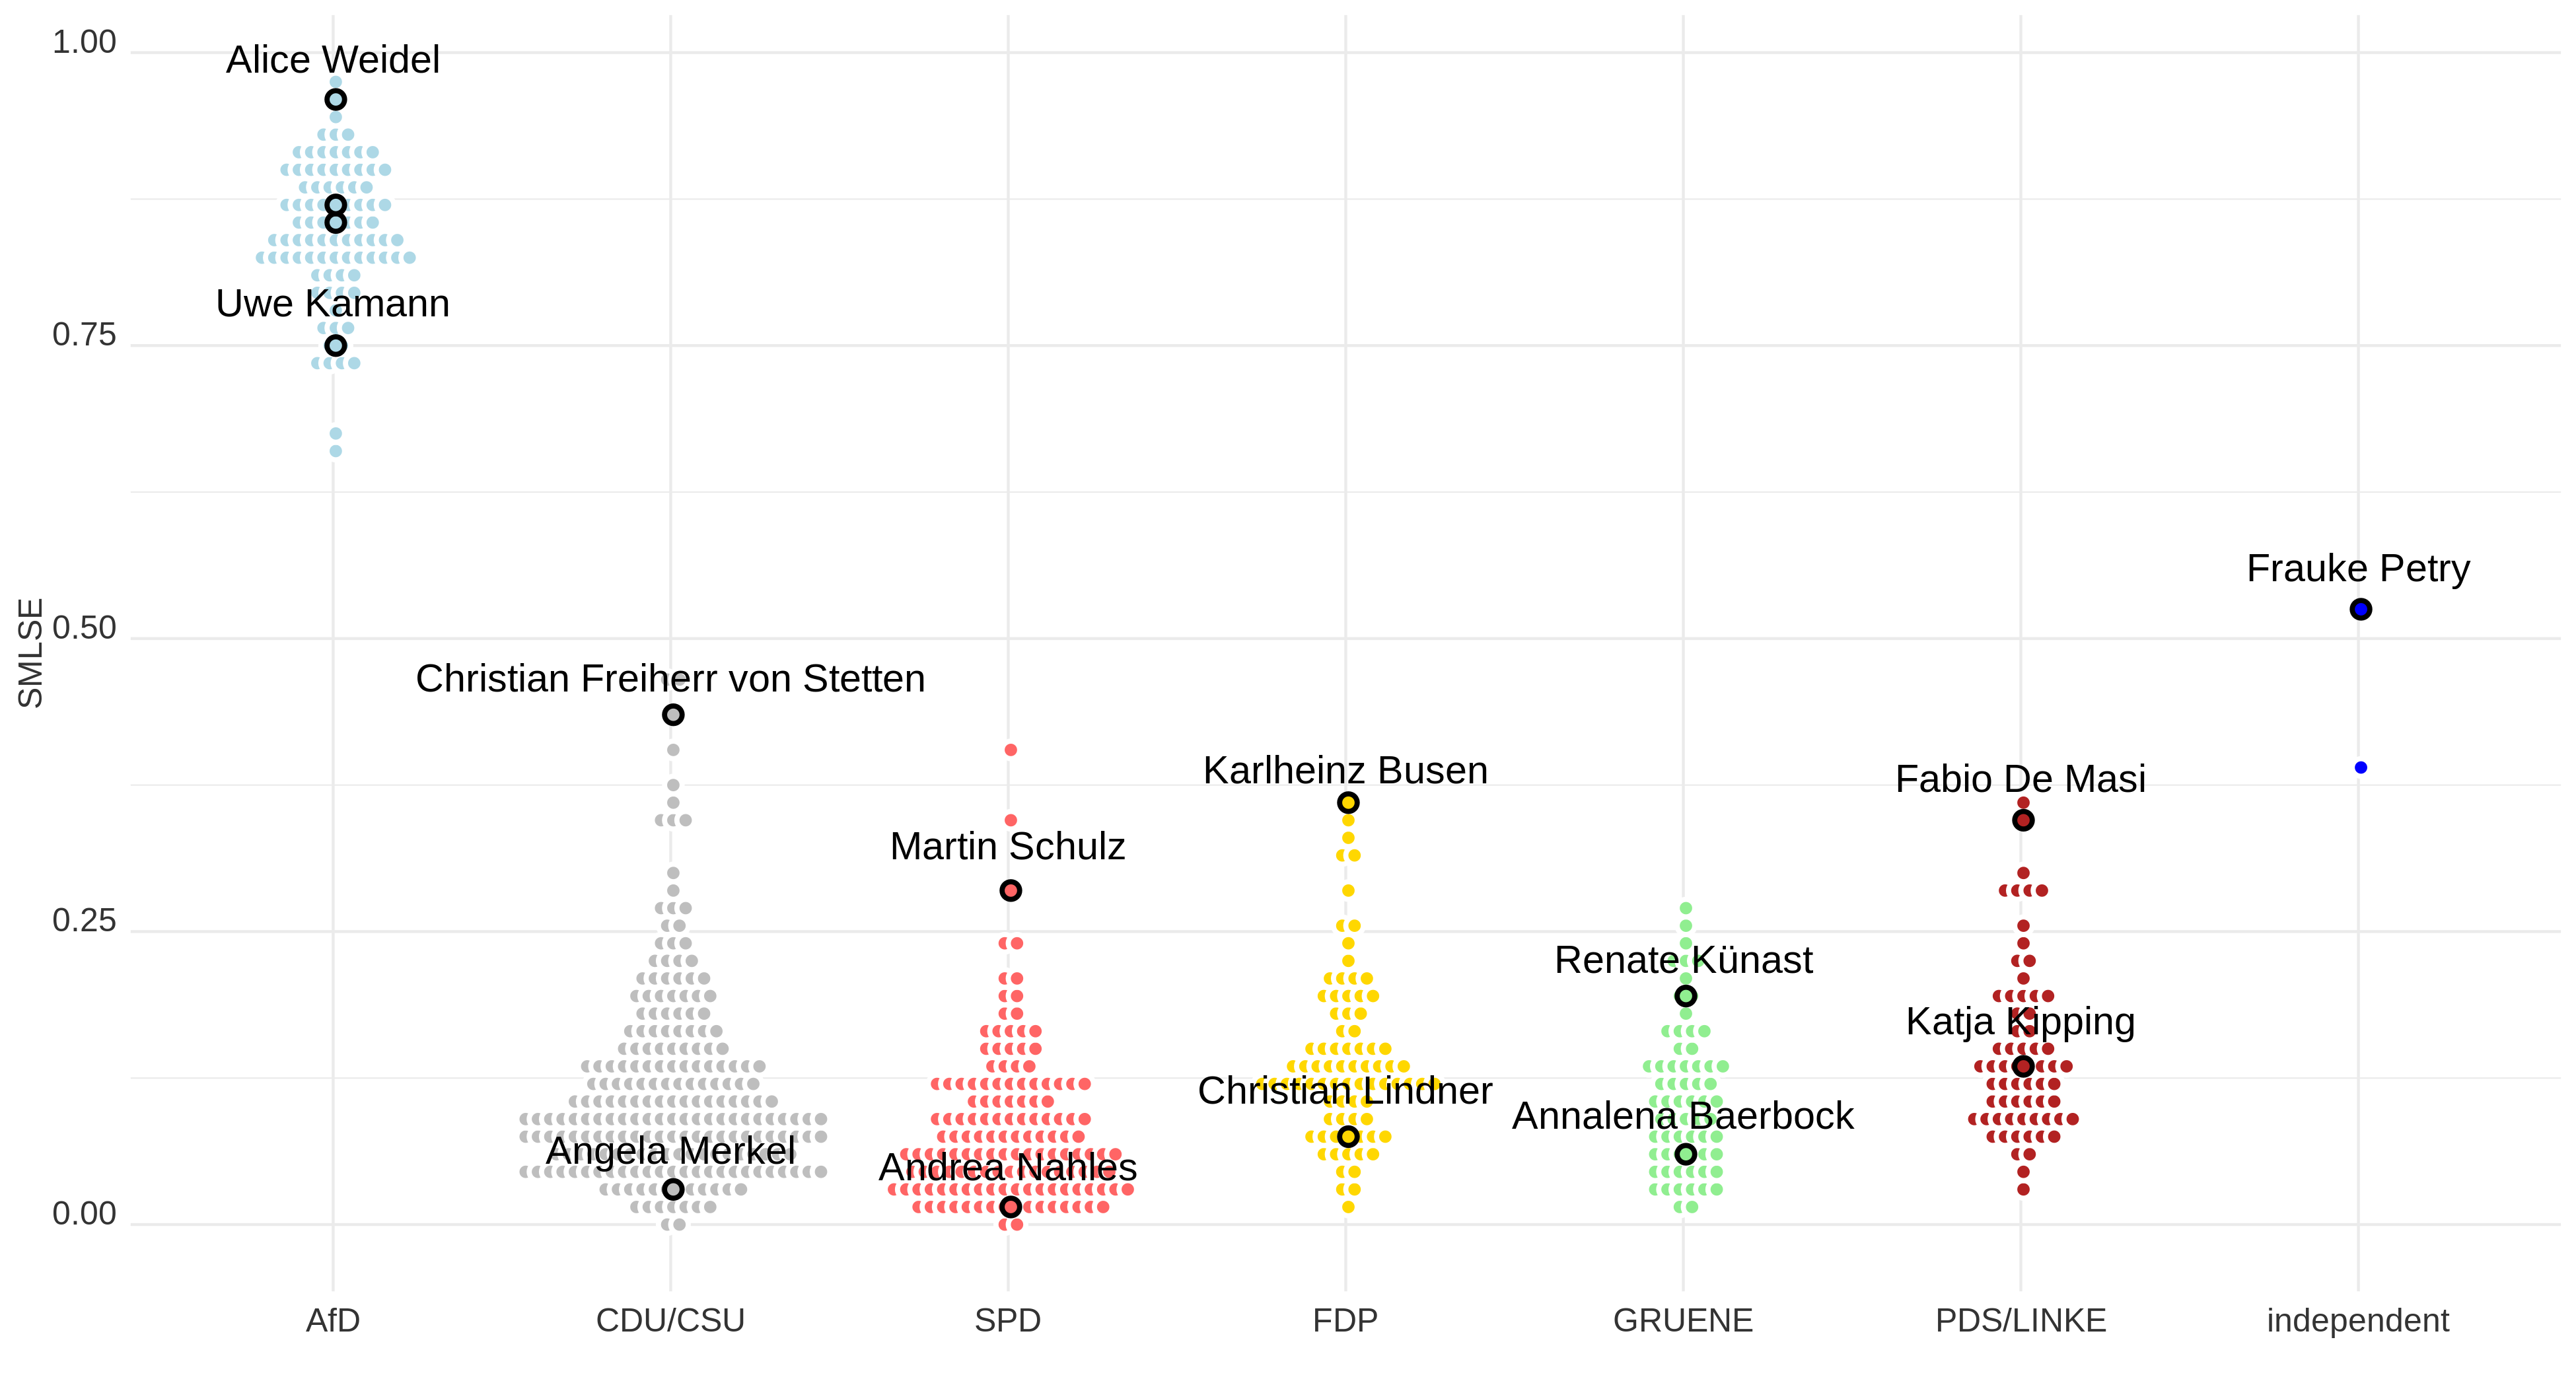 1.00
Alice Weidel
Uwe Kamann
0.75
Frauke Petry
0.50
SMLSE
Christian Freiherr von Stetten
Karlheinz Busen
Fabio De Masi
Martin Schulz
0.25
Renate Künast
Katja Kipping
Christian Lindner
Annalena Baerbock
Angela Merkel
Andrea Nahles
0.00
AfD CDU/CSU SPD FDP GRUENE PDS/LINKE independent